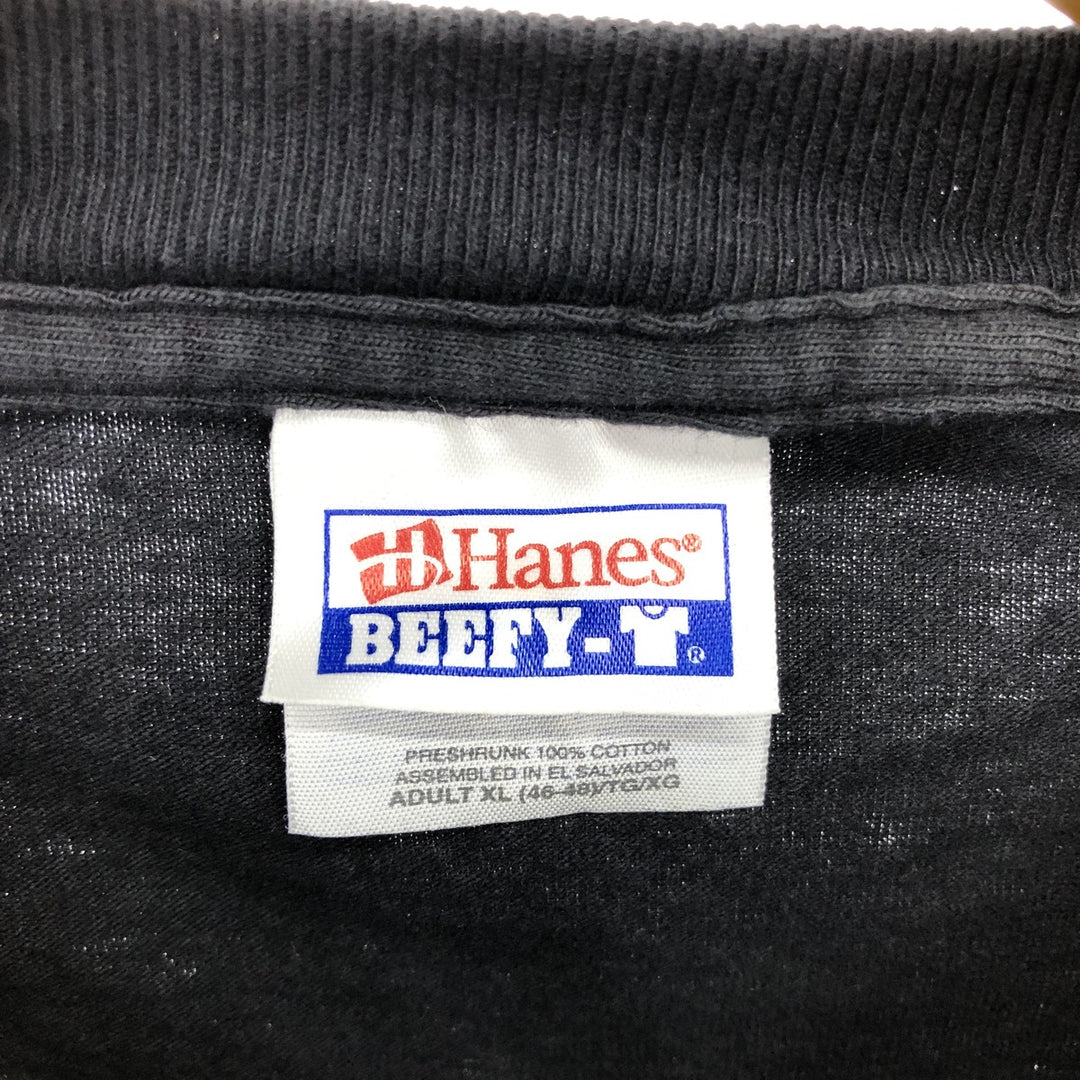 Hanes®
BEEFY-T®
PRESHRUNK 100% COTTON
ASSEMBLED IN EL SALVADOR
ADULT XL (46-48)/TG/XG